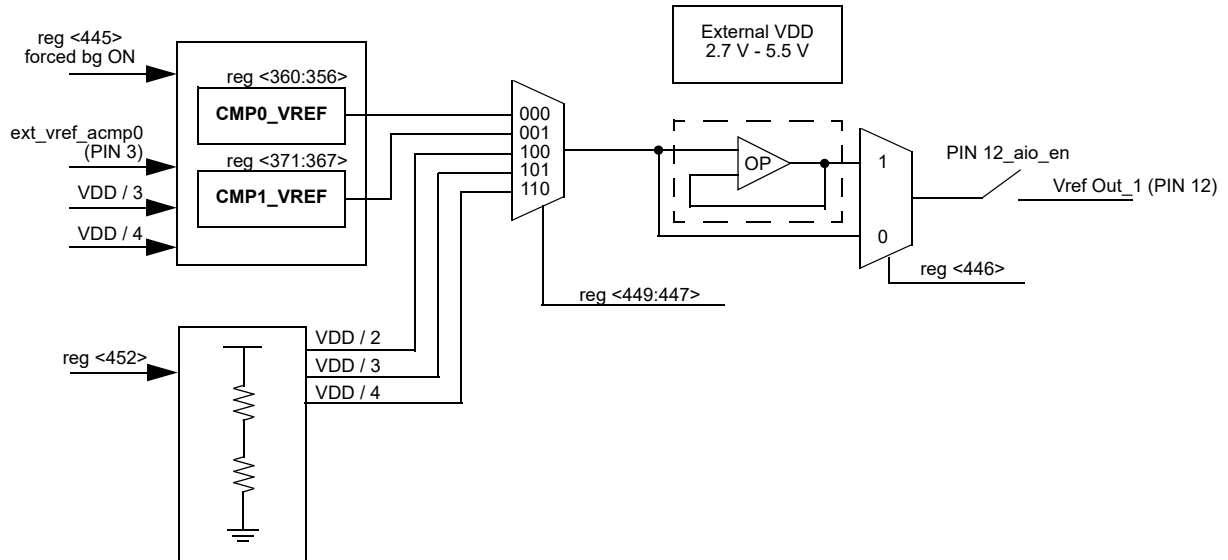 reg <445>
forced bg ON
External VDD
2.7 V - 5.5 V
reg <360:356>
CMP0_VREF
ext_vref_acmp0
(PIN 3)
reg <371:367>
CMP1_VREF
VDD / 3
VDD / 4
000
001
100
101
110
OP
1
0
PIN 12_aio_en
Vref Out_1 (PIN 12)
reg <446>
reg <449:447>
reg <452>
VDD / 2
VDD / 3
VDD / 4